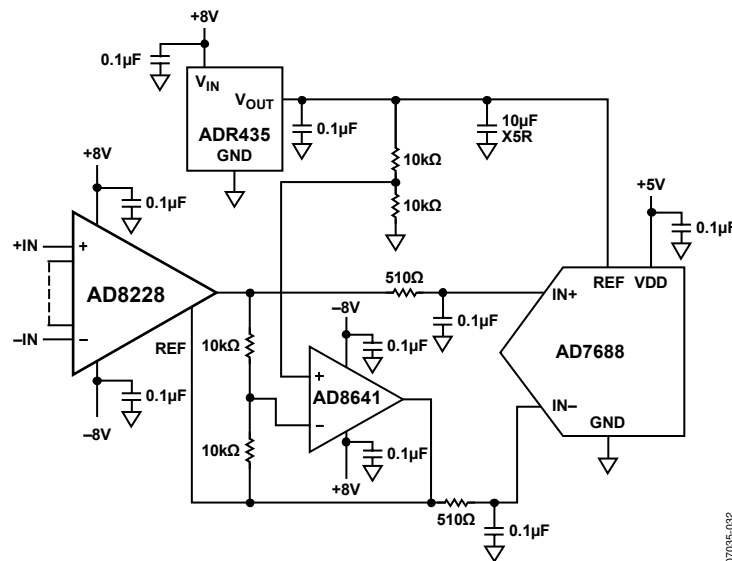 +8V
0.1µF
VIN
VOUT
ADR435
GND
0.1µF
10µF
X5R
10kΩ
10kΩ
+8V
0.1µF
+5V
0.1µF
+IN
+
AD8228
–IN
–
REF
0.1µF
–8V
510Ω
0.1µF
REF VDD
IN+
AD7688
IN–
GND
10kΩ
10kΩ
–8V
0.1µF
+
AD8641
–
0.1µF
+8V
510Ω
0.1µF
07035-032